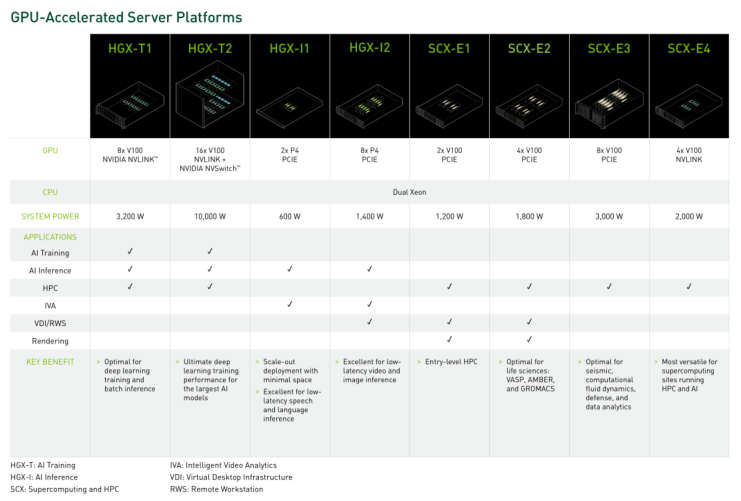 GPU-Accelerated Server Platforms
HGX-T1 HGX-T2 HGX-I1 HGX-I2 SCX-E1 SCX-E2 SCX-E3 SCX-E4
GPU 8x V100 16x V100 2x P4 8x P4 2x V100 4x V100 8x V100 4x V100
NVIDIA NVLINK™ NVLINK + PCIE PCIE PCIE PCIE PCIE NVLINK
NVIDIA NVSwitch™
CPU Dual Xeon
SYSTEM POWER 3,200 W 10,000 W 600 W 1,400 W 1,200 W 1,800 W 3,000 W 2,000 W
APPLICATIONS
AI Training ✓ ✓
AI Inference ✓ ✓ ✓ ✓
HPC ✓ ✓ ✓ ✓ ✓ ✓
IVA ✓ ✓
VDI/RWS ✓ ✓ ✓
Rendering ✓ ✓
KEY BENEFIT > Optimal for > Ultimate deep > Scale-out > Excellent for low- > Entry-level HPC > Optimal for > Optimal for > Most versatile for
deep learning learning training deployment with latency video and life sciences: seismic, supercomputing
training and performance for minimal space image inference VASP, AMBER, computational sites running
batch inference the largest AI > Excellent for low- and GROMACS fluid dynamics, HPC and AI
models latency speech defense, and
and language data analytics
inference
HGX-T: AI Training IVA: Intelligent Video Analytics
HGX-I: AI Inference VDI: Virtual Desktop Infrastructure
SCX: Supercomputing and HPC RWS: Remote Workstation